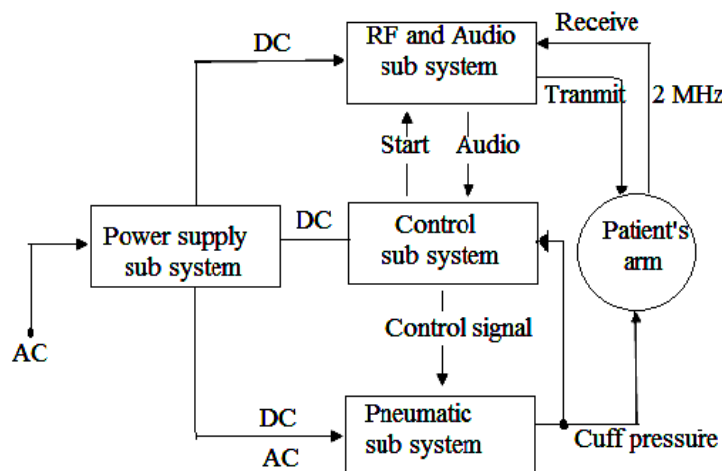 DC
RF and Audio
sub system
Receive
Tranmit
2 MHz
Start
Audio
Power supply
sub system
DC
Control
sub system
Patient's
arm
AC
Control signal
DC
AC
Pneumatic
sub system
Cuff pressure